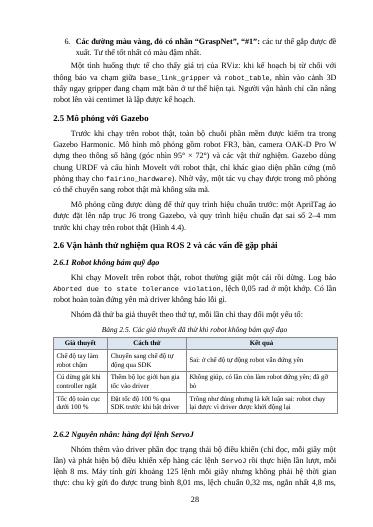 6. Các đường màu vàng, đỏ có nhãn “GraspNet”, “#1”: các tư thế gắp được đề
xuất. Tư thế tốt nhất có màu đậm nhất.
Một tình huống thực tế cho thấy giá trị của RViz: khi kế hoạch bị từ chối với
thông báo va chạm giữa base_link_gripper và robot_table, nhìn vào cảnh 3D
thấy ngay gripper đang chạm mặt bàn ở tư thế hiện tại. Người vận hành chỉ cần nâng
robot lên vài centimet là lập được kế hoạch.
2.5 Mô phỏng với Gazebo
Trước khi chạy trên robot thật, toàn bộ chuỗi phần mềm được kiểm tra trong
Gazebo Harmonic. Mô hình mô phỏng gồm robot FR3, bàn, camera OAK-D Pro W
dựng theo thông số hãng (góc nhìn 95° × 72°) và các vật thử nghiệm. Gazebo dùng
chung URDF và cấu hình MoveIt với robot thật, chỉ khác giao diện phần cứng (mô
phỏng thay cho fairino_hardware). Nhờ vậy, một tác vụ chạy được trong mô phỏng
có thể chuyển sang robot thật mà không sửa mã.
Mô phỏng cũng được dùng để thử quy trình hiệu chuẩn trước: một AprilTag ảo
được đặt lên nắp trục J6 trong Gazebo, và quy trình hiệu chuẩn đạt sai số 2–4 mm
trước khi chạy trên robot thật (Hình 4.4).
2.6 Vận hành thử nghiệm qua ROS 2 và các vấn đề gặp phải
2.6.1 Robot không bám quỹ đạo
Khi chạy MoveIt trên robot thật, robot thường giật một cái rồi dừng. Log báo
Aborted due to state tolerance violation, lệch 0,05 rad ở một khớp. Có lần
robot hoàn toàn đứng yên mà driver không báo lỗi gì.
Nhóm đã thử ba giả thuyết theo thứ tự, mỗi lần chỉ thay đổi một yếu tố:
Bảng 2.5. Các giả thuyết đã thử khi robot không bám quỹ đạo
Giả thuyết Cách thử Kết quả
Chế độ tay làm robot chậm Chuyển sang chế độ tự động qua SDK Sai: ở chế độ tự động robot vẫn đứng yên
Cú dừng gắt khi controller ngắt Thêm bộ lọc giới hạn gia tốc vào driver Không giúp, có lần còn làm robot đứng yên; đã gỡ bỏ
Tốc độ toàn cục dưới 100 % Đặt tốc độ 100 % qua SDK trước khi bật driver Trông như đúng nhưng là kết luận sai: robot chạy lại được vì driver được khởi động lại
2.6.2 Nguyên nhân: hàng đợi lệnh ServoJ
Nhóm thêm vào driver phần đọc trạng thái bộ điều khiển (chỉ đọc, mỗi giây một
lần) và phát hiện bộ điều khiển xếp hàng các lệnh ServoJ rồi thực hiện lần lượt, mỗi
lệnh 8 ms. Máy tính gửi khoảng 125 lệnh mỗi giây nhưng không phải hệ thời gian
thực: chu kỳ gửi đo được trung bình 8,01 ms, lệch chuẩn 0,32 ms, ngắn nhất 4,8 ms,
28